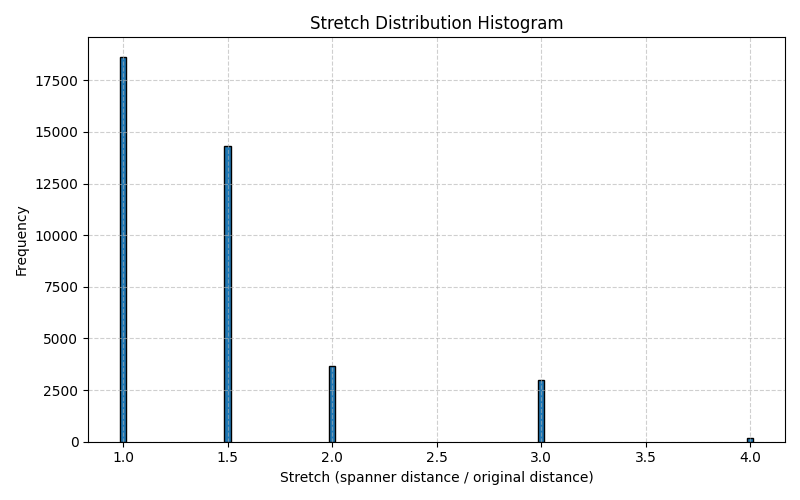 Stretch Distribution Histogram
17500
15000
12500
10000
7500
5000
2500
0
Frequency
1.0 1.5 2.0 2.5 3.0 3.5 4.0
Stretch (spanner distance / original distance)